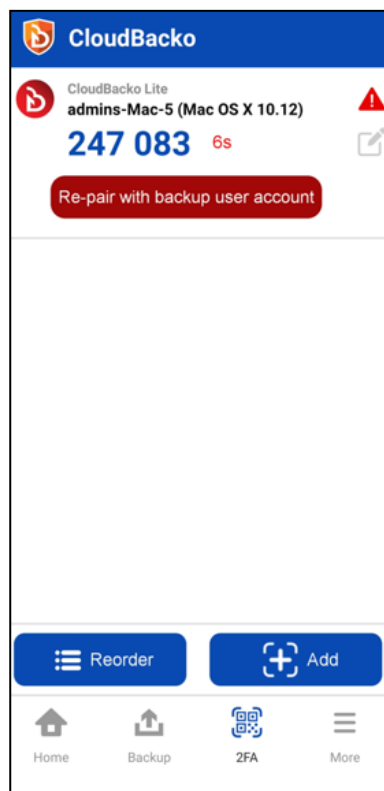 CloudBacko
CloudBacko Lite
admins-Mac-5 (Mac OS X 10.12)
247 083 6s
Re-pair with backup user account
Reorder Add
Home Backup 2FA More